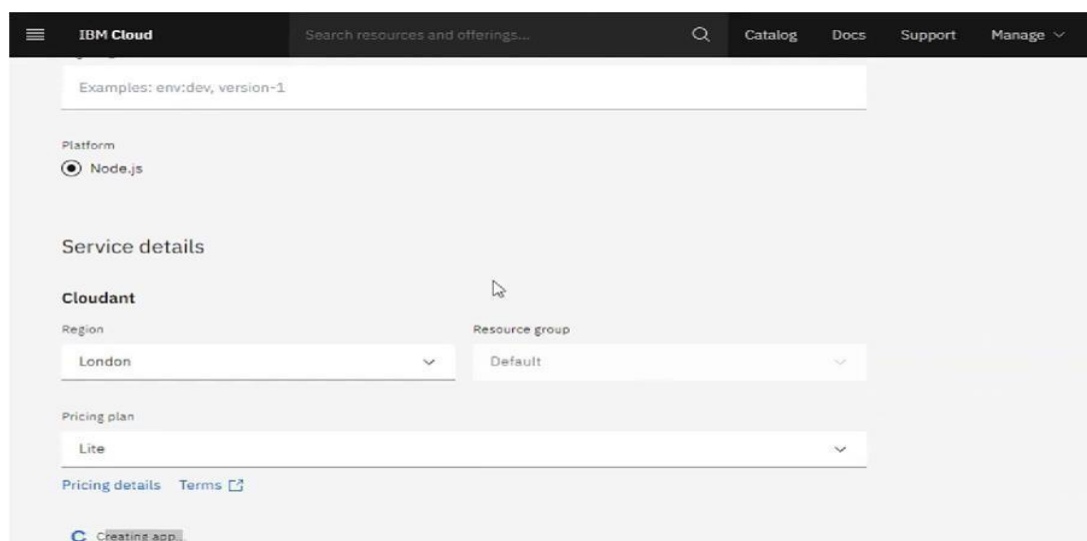 IBM Cloud Search resources and offerings... Catalog Docs Support Manage
Examples: env:dev, version-1
Platform
Node.js
Service details
Cloudant
Region Resource group
London Default
Pricing plan
Lite
Pricing details Terms
Creating app...